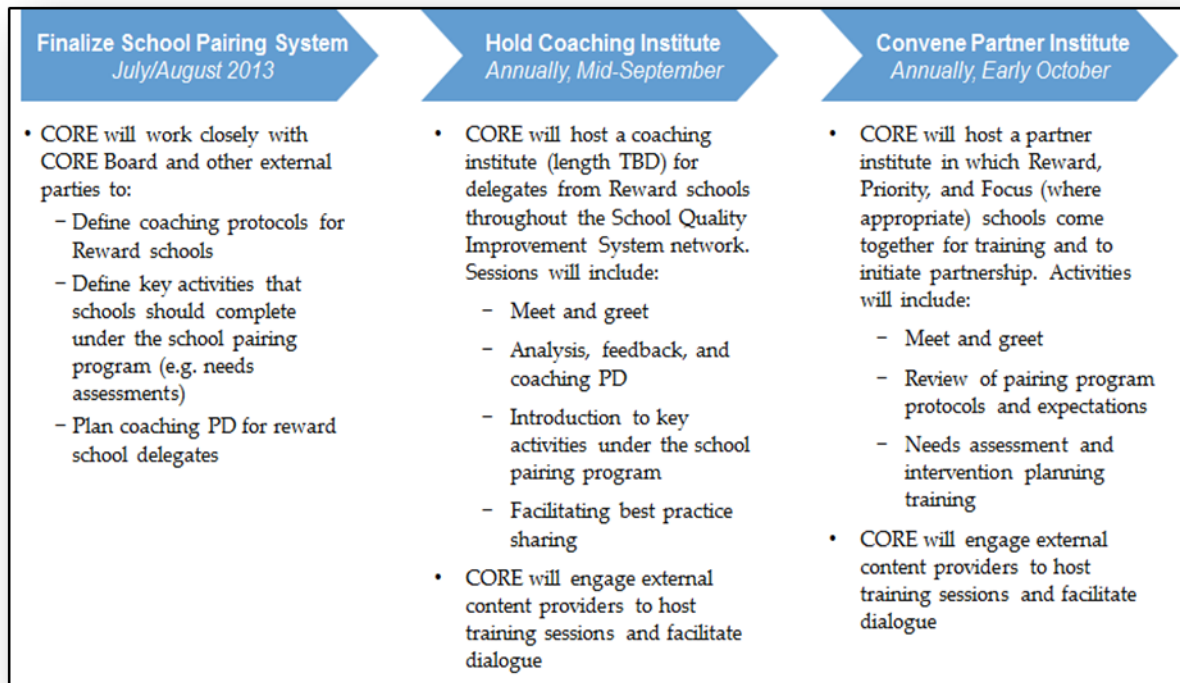 Finalize School Pairing System
July/August 2013
• CORE will work closely with
CORE Board and other external
parties to:
– Define coaching protocols for
Reward schools
– Define key activities that
schools should complete
under the school pairing
program (e.g. needs
assessments)
– Plan coaching PD for reward
school delegates
Hold Coaching Institute
Annually, Mid-September
• CORE will host a coaching
institute (length TBD) for
delegates from Reward schools
throughout the School Quality
Improvement System network.
Sessions will include:
– Meet and greet
– Analysis, feedback, and
coaching PD
– Introduction to key
activities under the school
pairing program
– Facilitating best practice
sharing
• CORE will engage external
content providers to host
training sessions and facilitate
dialogue
Convene Partner Institute
Annually, Early October
• CORE will host a partner
institute in which Reward,
Priority, and Focus (where
appropriate) schools come
together for training and to
initiate partnership. Activities
will include:
– Meet and greet
– Review of pairing program
protocols and expectations
– Needs assessment and
intervention planning
training
• CORE will engage external
content providers to host
training sessions and facilitate
dialogue